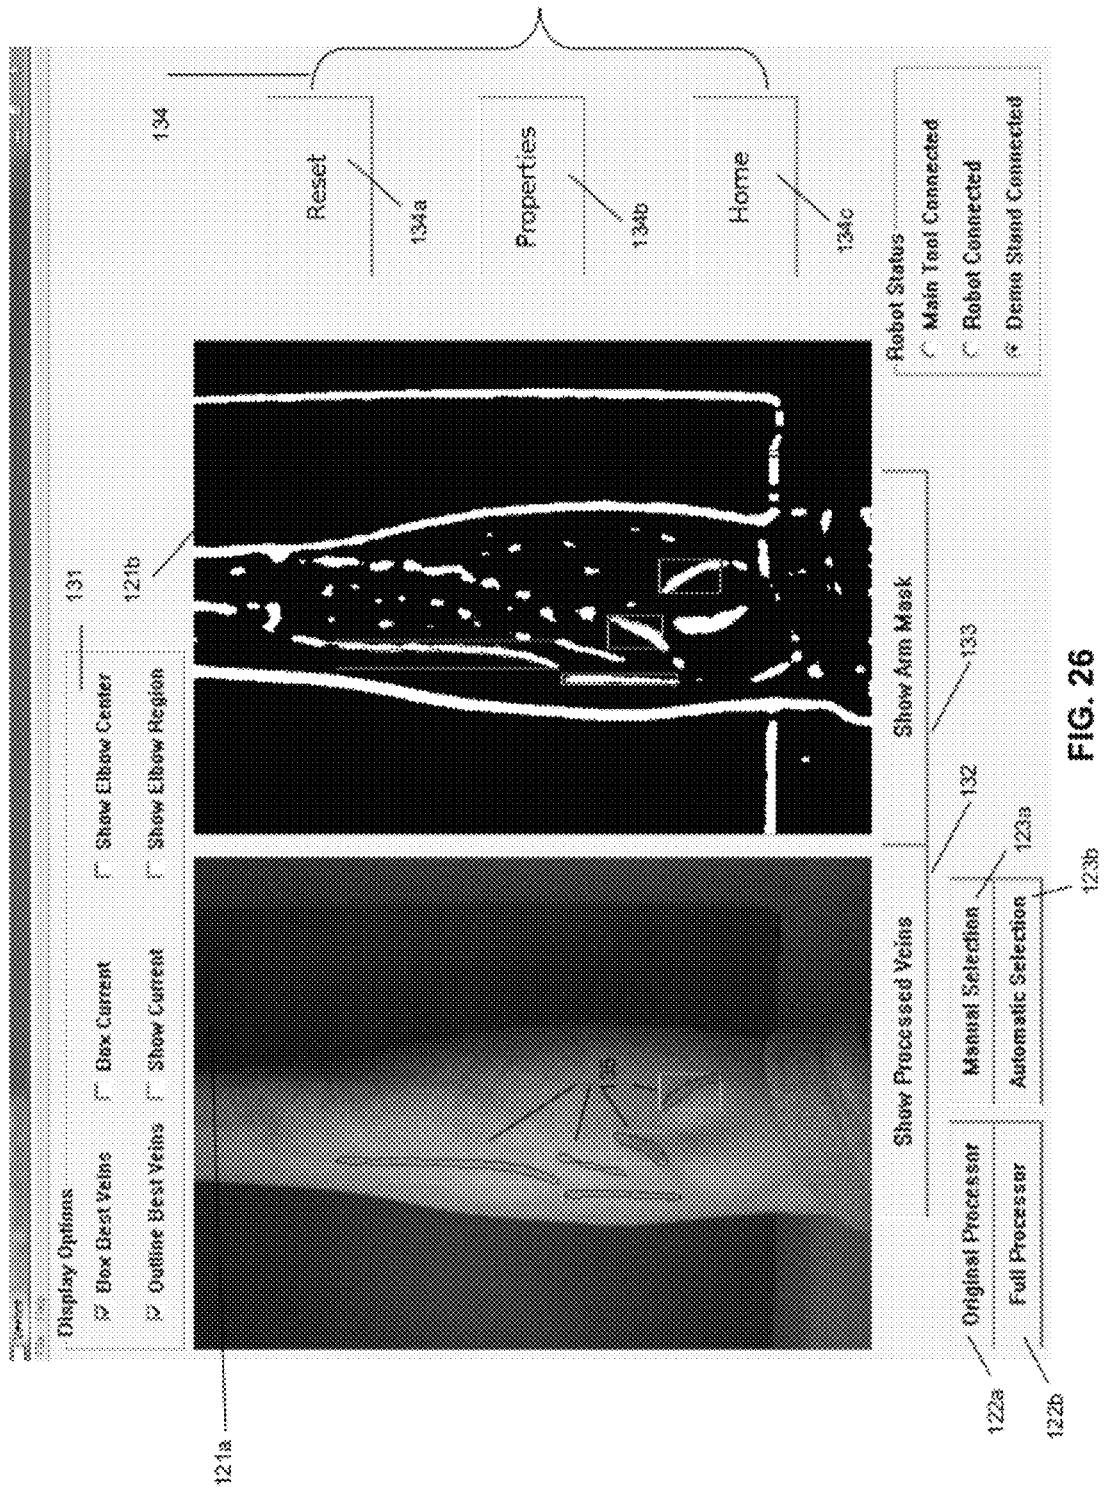 Display Options
Box Best Veins
Box Current
Show Elbow Center
131
Outline Best Veins
Show Current
Show Elbow Region
121b
121a
134
Reset
134a
Properties
134b
Home
134c
Show Processed Veins
Show Arm Mask
132
133
Original Processor
Manual Selection
123a
Full Processor
Automatic Selection
123b
122a
122b
Robot Status
Main Tool Connected
Robot Connected
Demo Stand Connected
FIG. 26